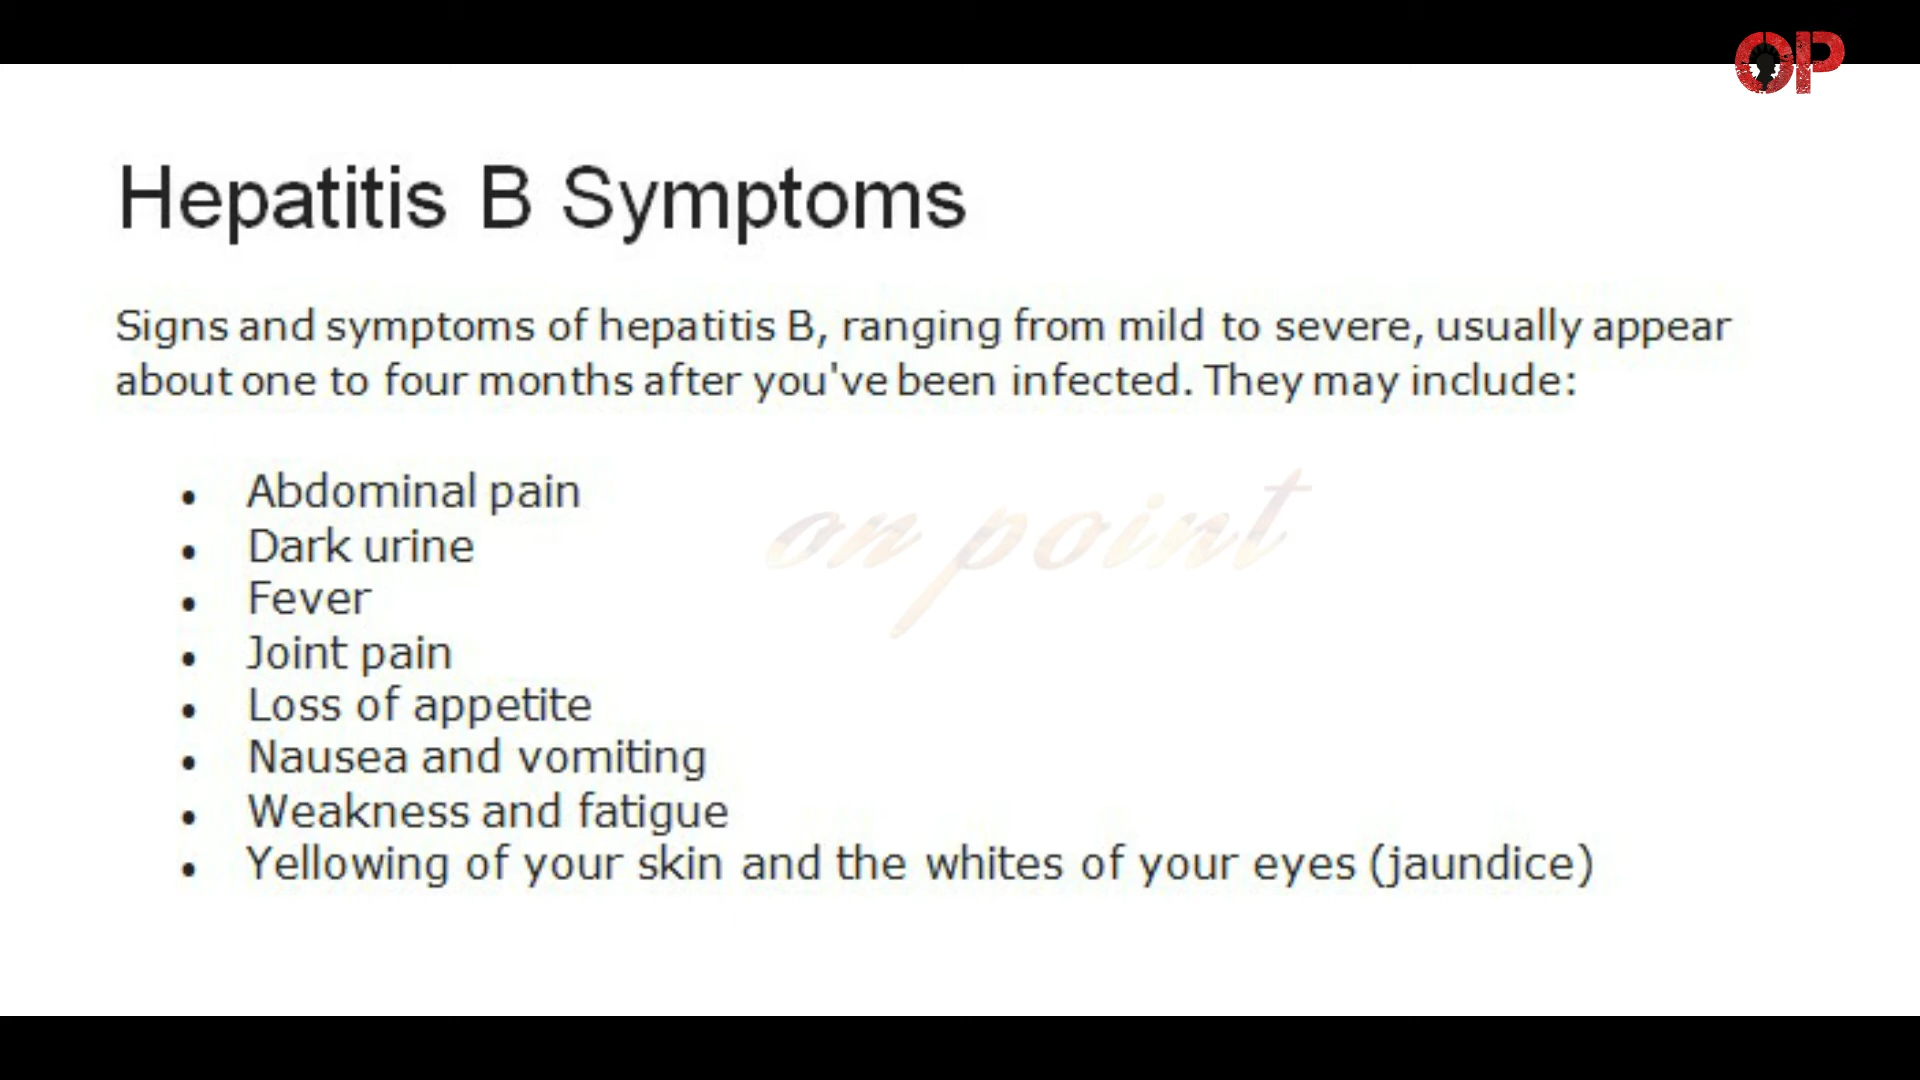 OP
Hepatitis B Symptoms
Signs and symptoms of hepatitis B, ranging from mild to severe, usually appear
about one to four months after you've been infected. They may include:
• Abdominal pain
• Dark urine
on point
• Fever
• Joint pain
• Loss of appetite
• Nausea and vomiting
• Weakness and fatigue
• Yellowing of your skin and the whites of your eyes (jaundice)